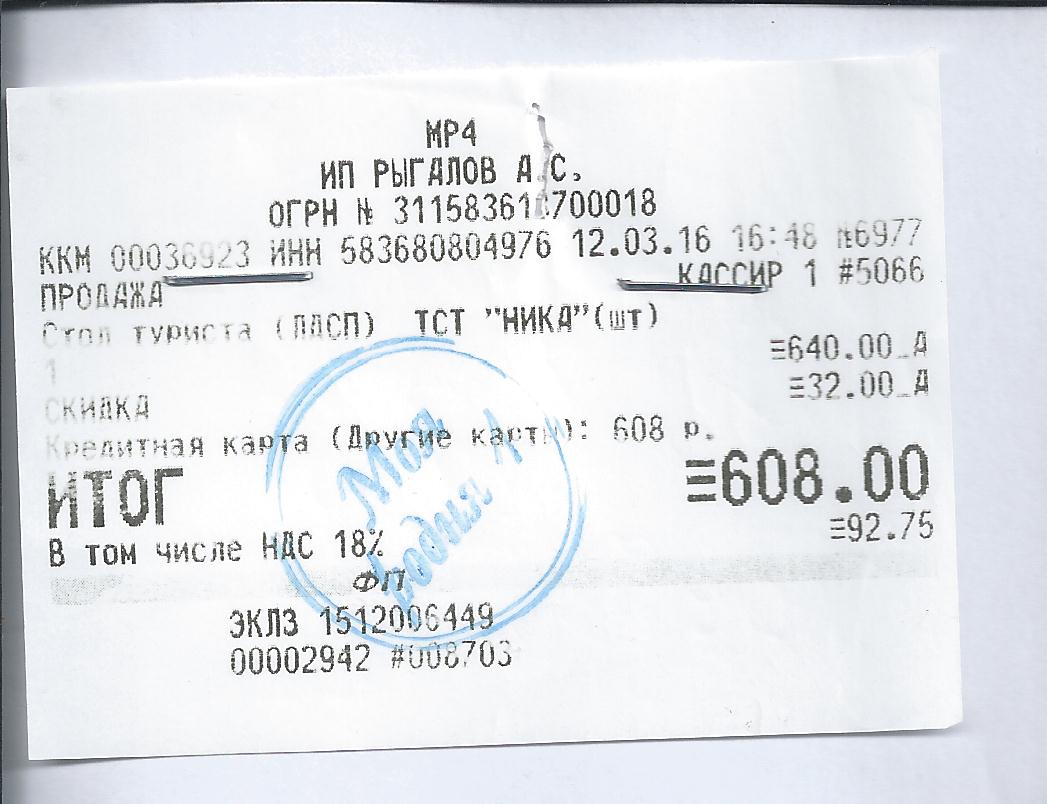 МР4
ИП РЫГАЛОВ А.С.
ОГРН №
ККМ 00036923 ИНН 583680804976 12.03.16 16:48 №6977
ПРОДАЖА КАССИР 1 #5066
Стол туриста (ЛДСП) ТСТ "НИКА"(шт)
1 ≡640.00_А
СКИДКА ≡32.00_А
Кредитная карта (Другие карты): 608 р.
ИТОГ ≡608.00
В том числе НДС 18% ≡92.75
ФП
ЭКЛЗ 1512006449
00002942 #008703
Моя
родня